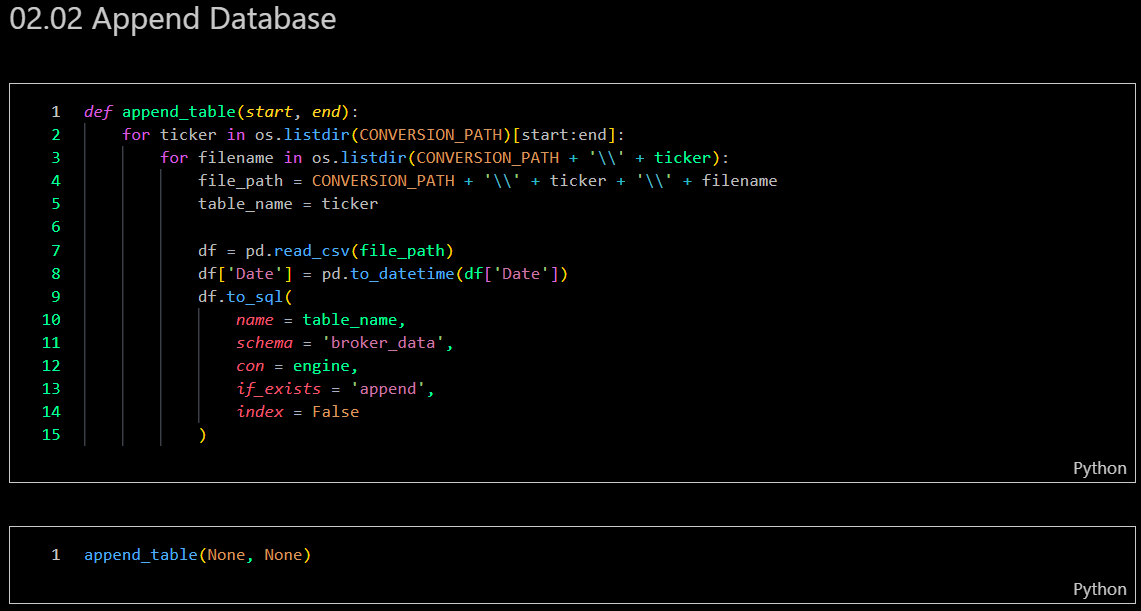 02.02 Append Database
1 def append_table(start, end):
2 for ticker in os.listdir(CONVERSION_PATH)[start:end]:
3 for filename in os.listdir(CONVERSION_PATH + '\\' + ticker):
4 file_path = CONVERSION_PATH + '\\' + ticker + '\\' + filename
5 table_name = ticker
6
7 df = pd.read_csv(file_path)
8 df['Date'] = pd.to_datetime(df['Date'])
9 df.to_sql(
10 name = table_name,
11 schema = 'broker_data',
12 con = engine,
13 if_exists = 'append',
14 index = False
15 )
Python
1 append_table(None, None)
Python